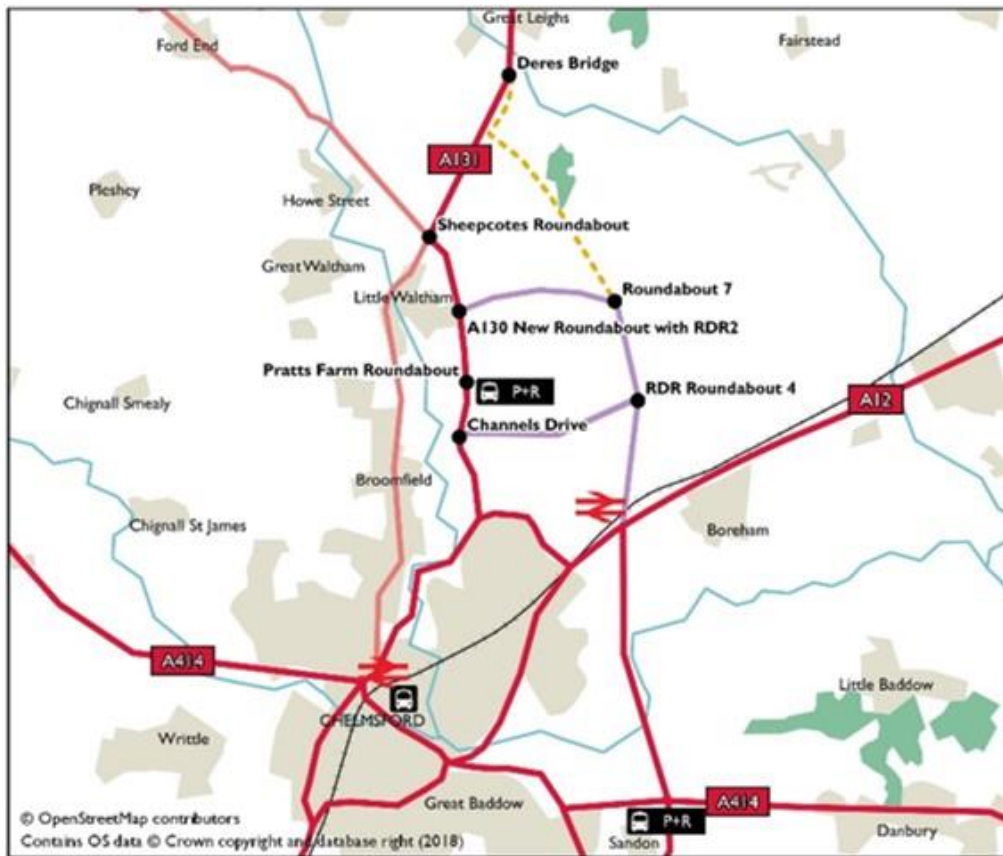 Great Leighs
Ford End
Fairstead
Deres Bridge
A131
Pleshey
Howe Street
Sheepcotes Roundabout
Great Waltham
Little Waltham
Roundabout 7
A130 New Roundabout with RDR2
Pratts Farm Roundabout
P+R
RDR Roundabout 4
A12
Chignall Smealy
Channels Drive
Broomfield
Chignall St James
Boreham
A414
Little Baddow
CHELMSFORD
Writtle
Great Baddow
A414
P+R
Sandon
Danbury
© OpenStreetMap contributors
Contains OS data © Crown copyright and database right (2018)